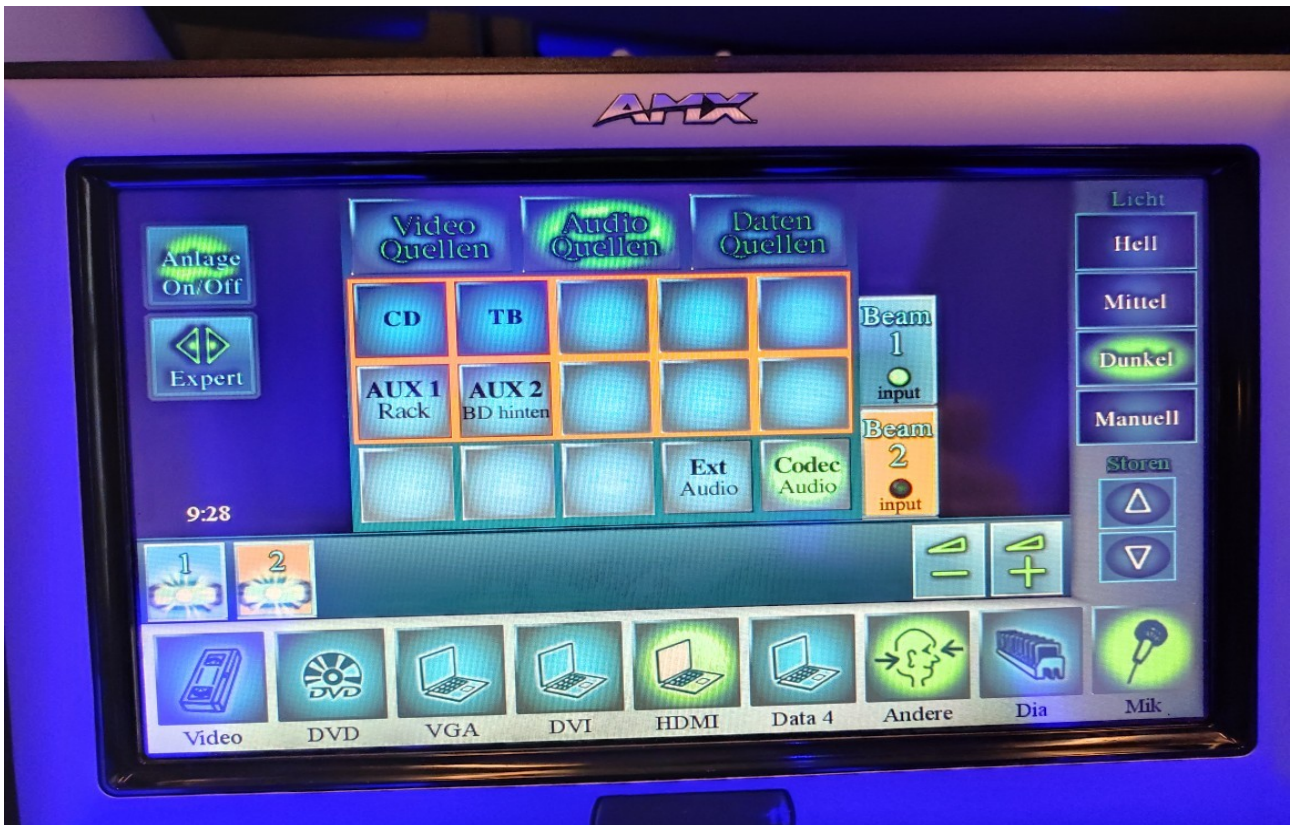 AMX
Anlage
On/Off
Expert
9:28
Video
Quellen
Audio
Quellen
Daten
Quellen
CD
TB
AUX 1
Rack
AUX 2
BD hinten
Ext
Audio
Codec
Audio
Beam
1
input
Beam
2
input
Licht
Hell
Mittel
Dunkel
Manuell
Storen
1
2
DVD
Video
DVD
VGA
DVI
HDMI
Data 4
Andere
Dia
Mik